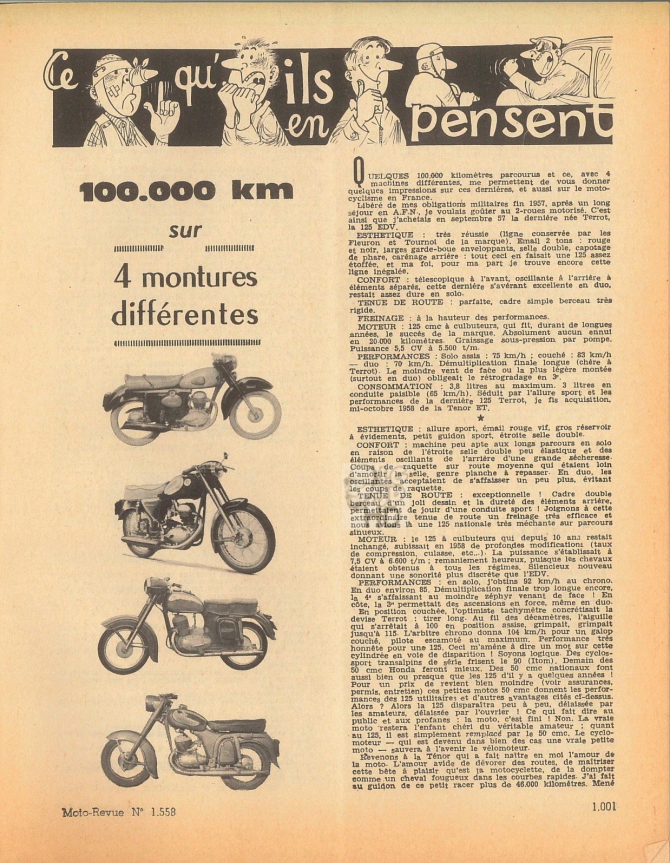 Ce qu'ils en pensent
100.000 km
sur
4 montures
différentes
QUELQUES 100.000 kilomètres parcourus et ce, avec 4
machines différentes, me permettent de vous donner
quelques impressions sur ces dernières, et aussi sur le moto-
cyclisme en France.
Libéré de mes obligations militaires fin 1957, après un long
séjour en A.F.N., je voulais goûter au 2-roues motorisé. C'est
ainsi que j'achetais en septembre 57 la dernière née Terrot,
la 125 EDV.
ESTHETIQUE : très réussie (ligne conservée par les
Fleuron et Tournoi de la marque). Email 2 tons : rouge
et noir, larges garde-boue enveloppants, selle double, capotage
de phare, carénage arrière : tout ceci en faisait une 125 assez
étoffée, et ma foi, pour ma part je trouve encore cette
ligne inégalée.
CONFORT : télescopique à l'avant, oscillante à l'arrière à
éléments séparés, cette dernière s'avérant excellente en duo,
restait assez dure en solo.
TENUE DE ROUTE : parfaite, cadre simple berceau très
rigide.
FREINAGE : à la hauteur des performances.
MOTEUR : 125 cmc à culbuteurs, qui fit, durant de longues
années, le succès de la marque. Absolument aucun ennui
en 20.000 kilomètres. Graissage sous-pression par pompe.
Puissance 5,5 CV à 5.500 t/m.
PERFORMANCES : Solo assis : 75 km/h ; couché : 83 km/h
— duo : 70 km/h. Démultiplication finale longue (chère à
Terrot). Le moindre vent de face ou la plus légère montée
(surtout en duo) obligeait le rétrogradage en 3e.
CONSOMMATION : 3,8 litres au maximum. 3 litres en
conduite paisible (65 km/h). Séduit par l'allure sport et les
performances de la dernière 125 Terrot, je fis acquisition,
mi-octobre 1958 de la Tenor ET.
★
ESTHETIQUE : allure sport, émail rouge vif, gros réservoir
à évidements, petit guidon sport, étroite selle double.
CONFORT : machine peu apte aux longs parcours en solo
en raison de l'étroite selle double peu élastique et des
éléments oscillants de l'arrière d'une grande sécheresse.
Coups de raquette sur route moyenne qui étaient loin
d'amortir la selle, genre planche à repasser. En duo, les
oscillantes acceptaient de s'affaisser un peu plus, évitant
les coups de raquette.
TENUE DE ROUTE : exceptionnelle ! Cadre double
berceau d'un joli dessin et la dureté des éléments arrière,
permettaient de jouir d'une conduite sport ! Joignons à cette
extraordinaire tenue de route un freinage très efficace et
nous voilà à une 125 nationale très méchante sur parcours
sinueux.
MOTEUR : le 125 à culbuteurs qui depuis 10 ans restait
inchangé, subissait en 1958 de profondes modifications (taux
de compression, culasse, etc...). La puissance s'établissait à
7,5 CV à 6.600 t/m ; remaniement heureux, puisque les chevaux
étaient obtenus à tous les régimes. Silencieux nouveau
donnant une sonorité plus discrète que l'EDV.
PERFORMANCES : en solo, j'obtins 92 km/h au chrono.
En duo environ 85. Démultiplication finale trop longue encore,
la 4e s'affaissant au moindre zéphyr venant de face ! En
côte, la 3e permettait des ascensions en force, même en duo.
En position couchée, l'optimiste tachymètre concrétisait la
devise Terrot : tirer long. Au fil des décamètres, l'aiguille
qui s'arrêtait à 100 en position assise, grimpait, grimpait
jusqu'à 115. L'arbitre chrono donna 104 km/h pour un galop
couché, pilote escamoté au maximum. Performance très
honnête pour une 125. Ceci m'amène à dire un mot sur cette
cylindrée en voie de disparition ! Soyons logique. Des cyclos-
sport transalpins de série frisent le 90 (Itom). Demain des
50 cmc Honda feront mieux. Des 50 cmc nationaux font
aussi bien ou presque que les 125 d'il y a quelques années !
Pour un prix de revient bien moindre (voir assurances,
permis, entretien) ces petites motos 50 cmc donnent les perfor-
mances des 125 utilitaires et d'autres avantages cités ci-dessus.
Alors ? Alors la 125 disparaîtra peu à peu, délaissée par
les amateurs, délaissée par l'ouvrier ! Ce qui fait dire au
public et aux profanes : la moto, c'est fini ! Non. La vraie
moto restera l'enfant chéri du véritable amateur ; quant
au 125, il est simplement remplacé par le 50 cmc. Le cyclo-
moteur — qui est devenu dans bien des cas une vraie petite
moto — sauvera à l'avenir le vélomoteur.
Revenons à la Ténor qui a fait naître en moi l'amour de
la moto. L'amour avide de dévorer des routes, de maîtriser
cette bête à plaisir qu'est la motocyclette, de la dompter
comme un cheval fougueux dans les courbes rapides. J'ai fait
au guidon de ce petit racer plus de 46.000 kilomètres. Mené
Moto-Revue N° 1.558
1.001